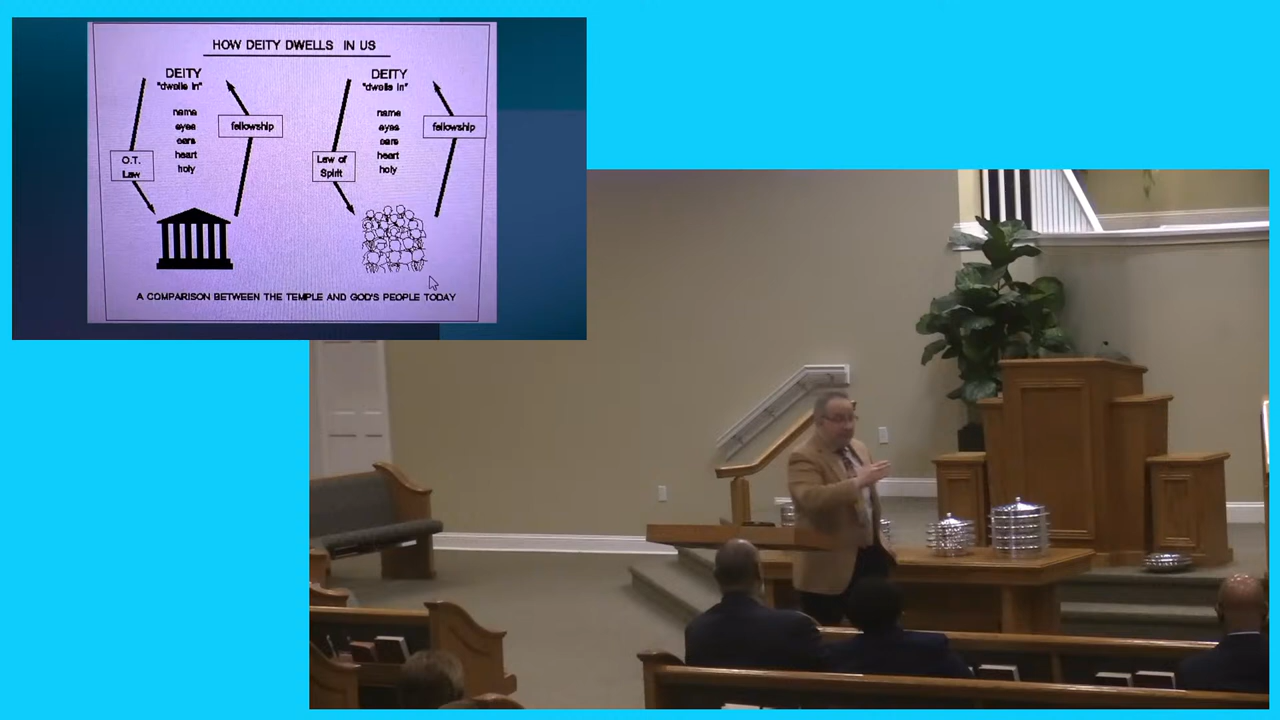 HOW DEITY DWELLS IN US
DEITY
"dwells in"
name
eyes
ears
heart
holy
O.T.
Law
fellowship
DEITY
"dwells in"
name
eyes
ears
heart
holy
Law of
Spirit
fellowship
A COMPARISON BETWEEN THE TEMPLE AND GOD'S PEOPLE TODAY